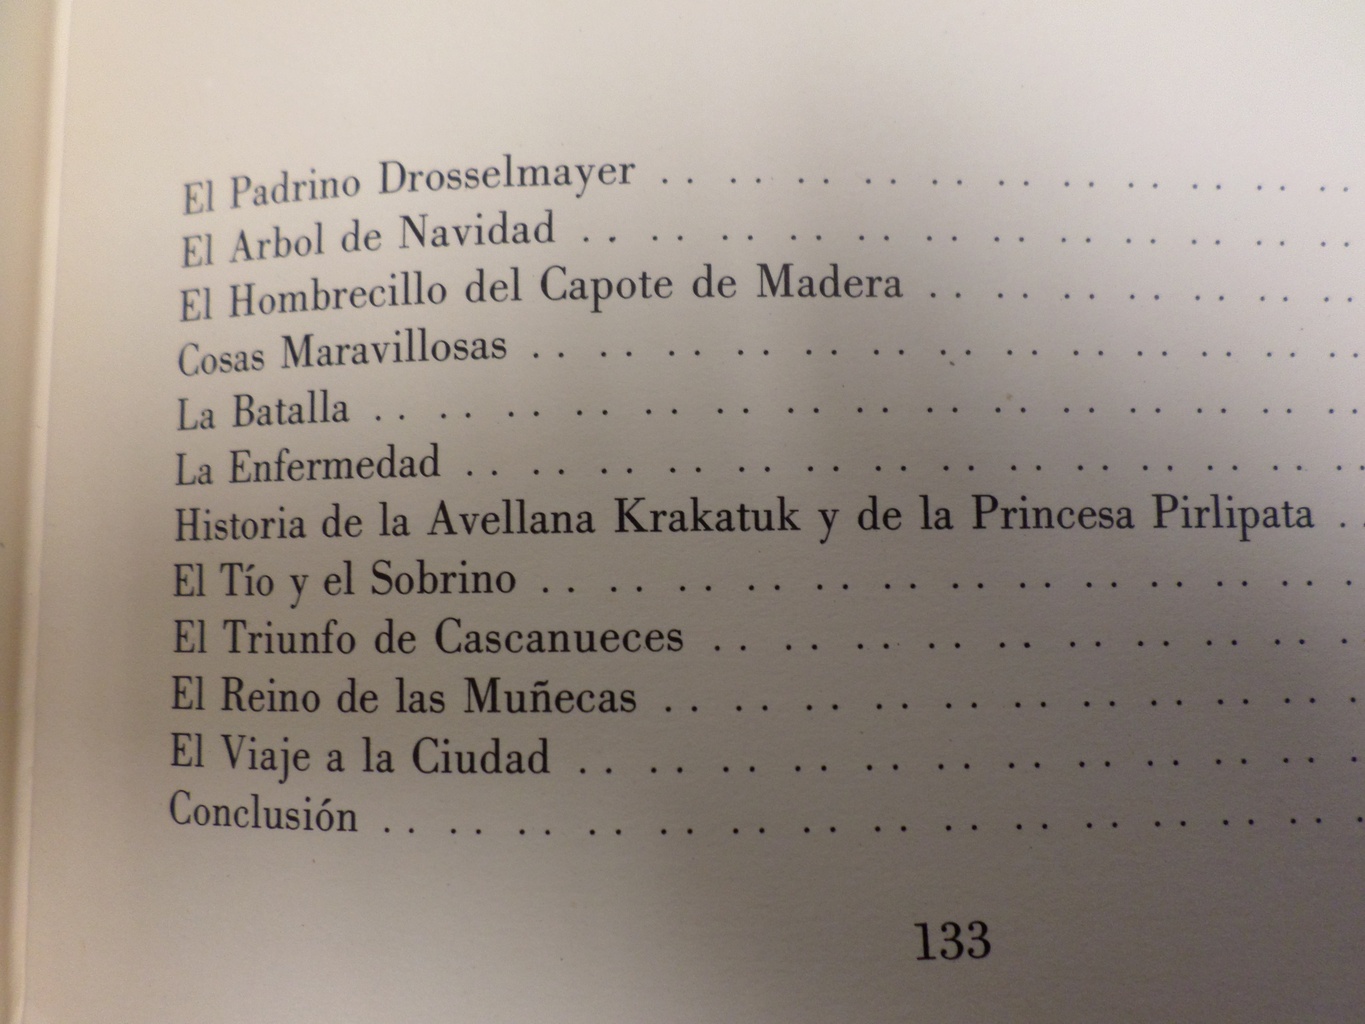 El Padrino Drosselmayer . . . . . . . . . . . . . . . . . . . . . .
El Arbol de Navidad . . . . . . . . . . . . . . . . . . . . . . . .
El Hombrecillo del Capote de Madera . . . . . . . . . . . . . .
Cosas Maravillosas . . . . . . . . . . . . . . . . . . . . . . . . .
La Batalla . . . . . . . . . . . . . . . . . . . . . . . . . . . . . .
La Enfermedad . . . . . . . . . . . . . . . . . . . . . . . . . . .
Historia de la Avellana Krakatuk y de la Princesa Pirlipata . .
El Tío y el Sobrino . . . . . . . . . . . . . . . . . . . . . . . .
El Triunfo de Cascanueces . . . . . . . . . . . . . . . . . . .
El Reino de las Muñecas . . . . . . . . . . . . . . . . . . . . .
El Viaje a la Ciudad . . . . . . . . . . . . . . . . . . . . . . .
Conclusión . . . . . . . . . . . . . . . . . . . . . . . . . . . . .
133